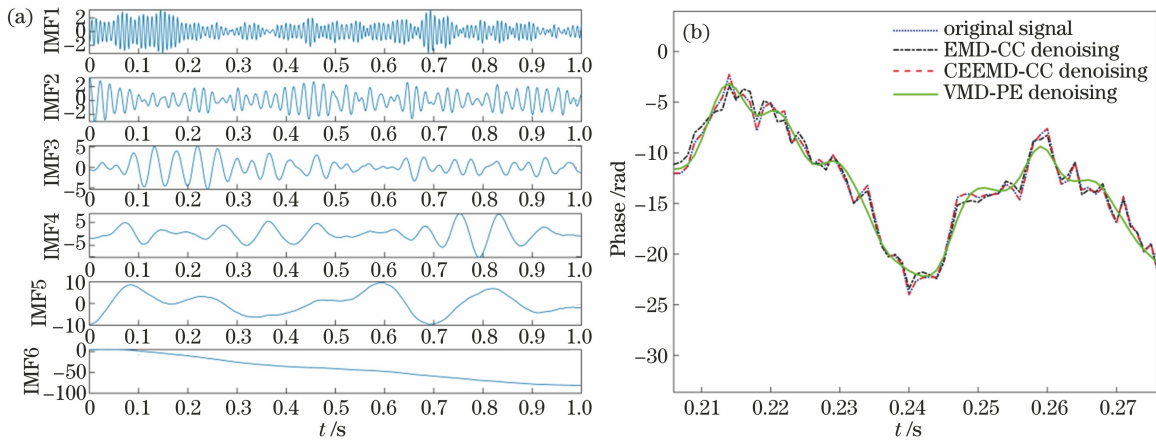 (a)
IMF1
2
0
−2
0 0.1 0.2 0.3 0.4 0.5 0.6 0.7 0.8 0.9 1.0
IMF2
2
0
−2
0 0.1 0.2 0.3 0.4 0.5 0.6 0.7 0.8 0.9 1.0
IMF3
5
0
−5
0 0.1 0.2 0.3 0.4 0.5 0.6 0.7 0.8 0.9 1.0
IMF4
5
−5
0 0.1 0.2 0.3 0.4 0.5 0.6 0.7 0.8 0.9 1.0
IMF5
10
0
−10
0 0.1 0.2 0.3 0.4 0.5 0.6 0.7 0.8 0.9 1.0
IMF6
0
−50
−100
0 0.1 0.2 0.3 0.4 0.5 0.6 0.7 0.8 0.9 1.0
t /s
(b)
original signal
EMD-CC denoising
CEEMD-CC denoising
VMD-PE denoising
Phase /rad
0
−5
−10
−15
−20
−25
−30
0.21 0.22 0.23 0.24 0.25 0.26 0.27
t /s